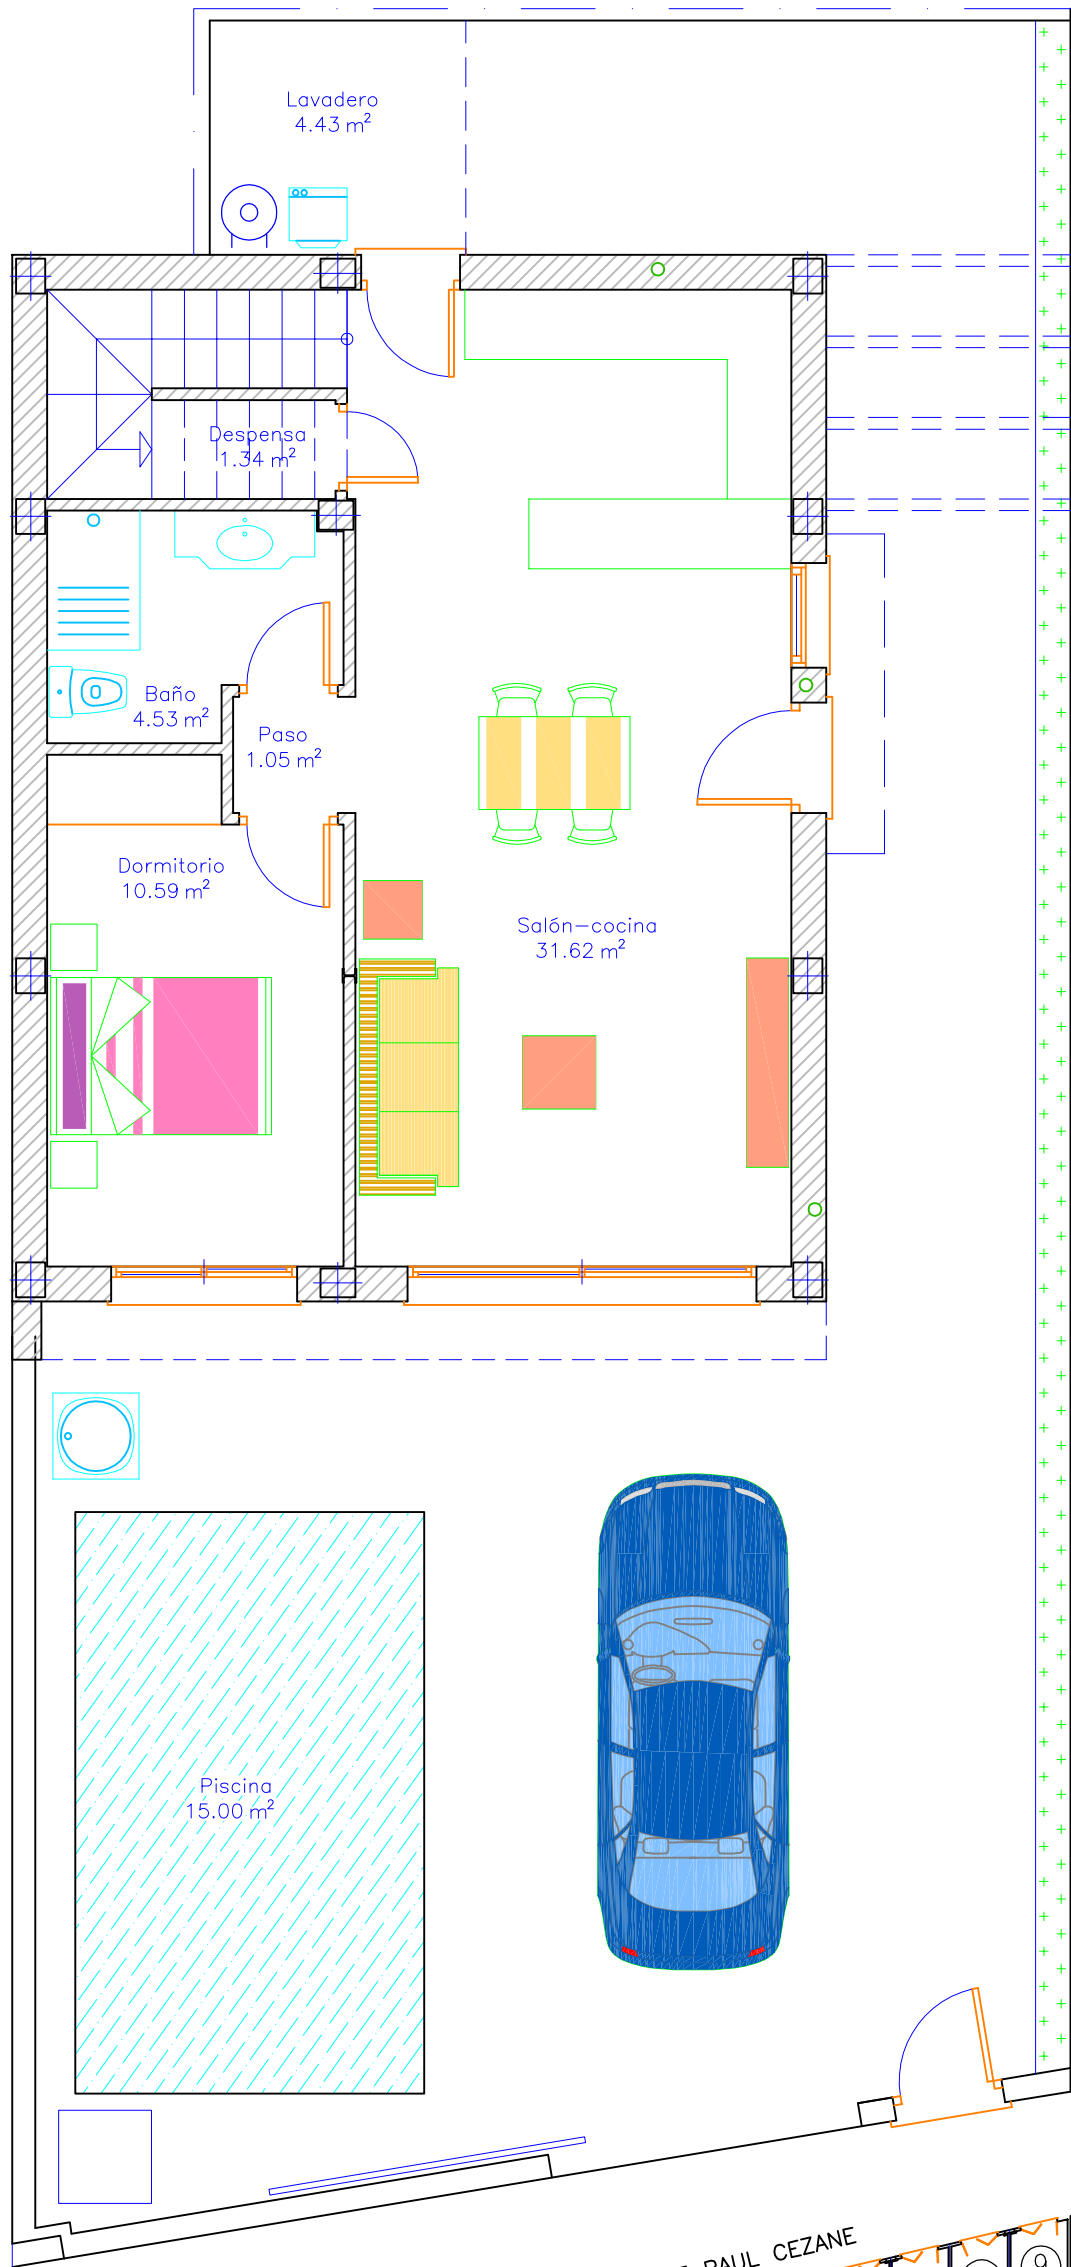 Lavadero
4.43 m²
Despensa
1.34 m²
Baño
4.53 m²
Paso
1.05 m²
Dormitorio
10.59 m²
Salón-cocina
31.62 m²
Piscina
15.00 m²
PAUL CEZANE